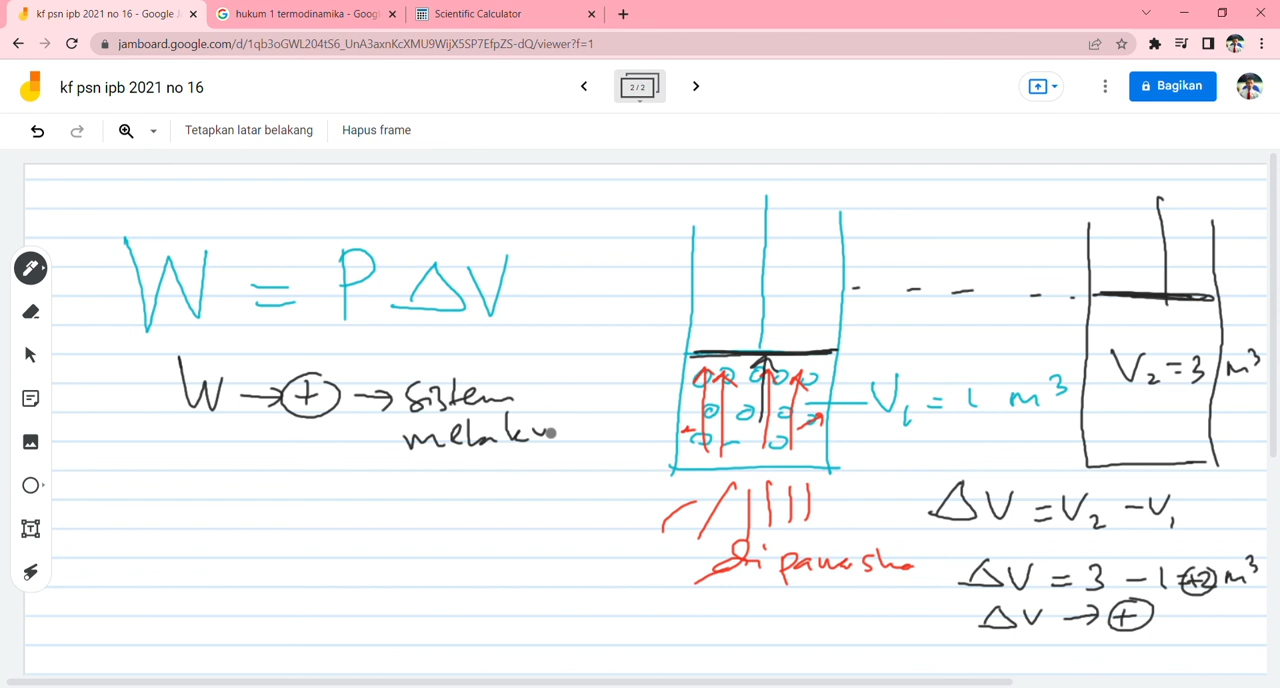 kf psn ipb 2021 no 16 - Google J
hukum 1 termodinamika - Goog
Scientific Calculator
jamboard.google.com/d/1qb3oGWL204tS6_UnA3axnKcXMU9WijX5SP7EfpZS-dQ/viewer?f=1
kf psn ipb 2021 no 16
2 / 2
Bagikan
Tetapkan latar belakang
Hapus frame
W = P ΔV
W → + → sistem
melaku
V₁ = 1 m³
V₂ = 3 m³
dipanaska
ΔV = V₂ - V₁
ΔV = 3 - 1 = +2 m³
ΔV → +